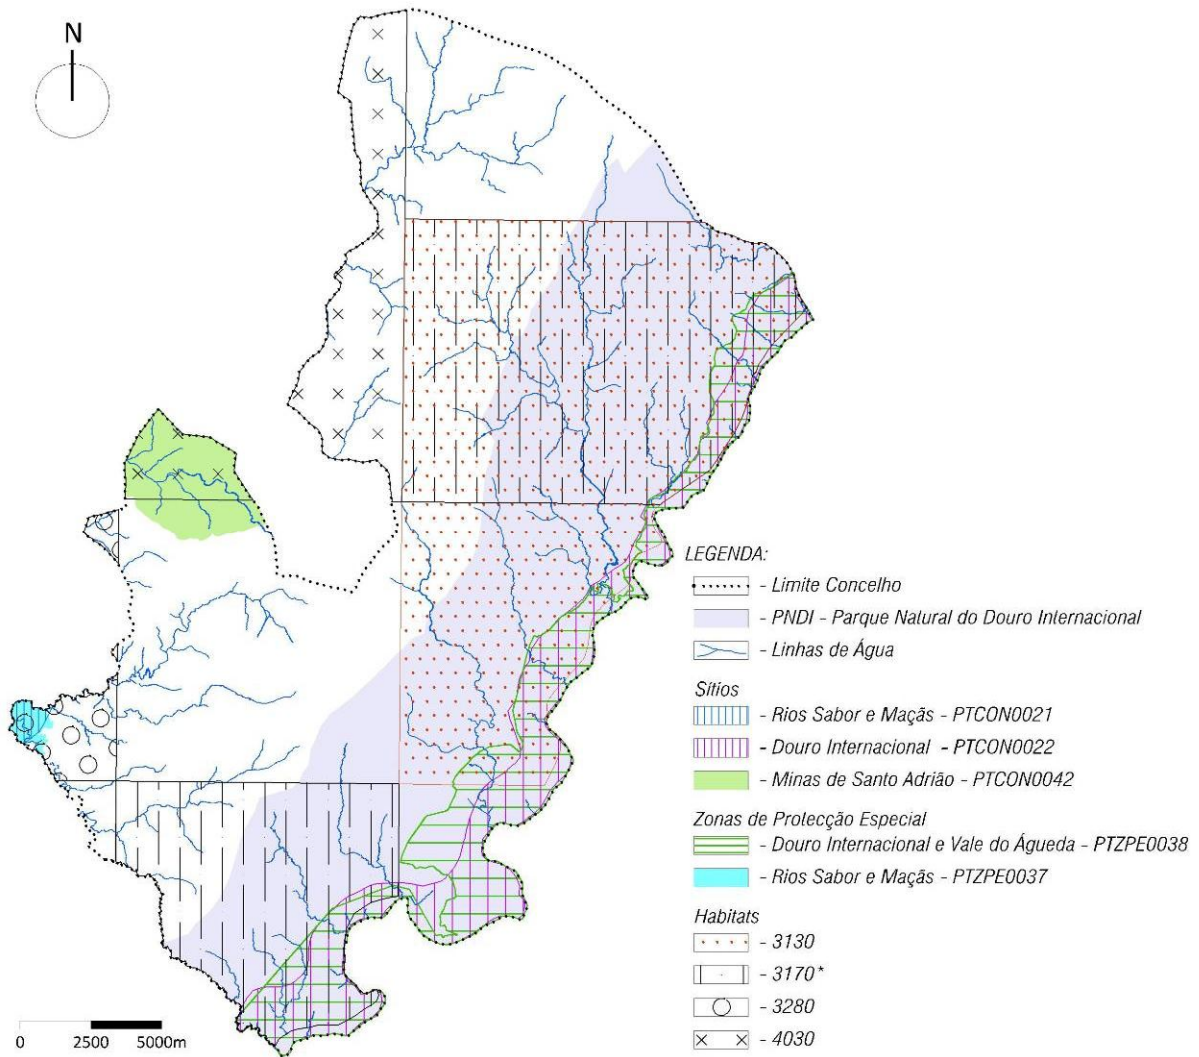 N
LEGENDA:
- Limite Concelho
- PNDI - Parque Natural do Douro Internacional
- Linhas de Água
Sítios
- Rios Sabor e Maçãs - PTCON0021
- Douro Internacional - PTCON0022
- Minas de Santo Adrião - PTCON0042
Zonas de Protecção Especial
- Douro Internacional e Vale do Águeda - PTZPE0038
- Rios Sabor e Maçãs - PTZPE0037
Habitats
- 3130
- 3170*
- 3280
- 4030
0 2500 5000m